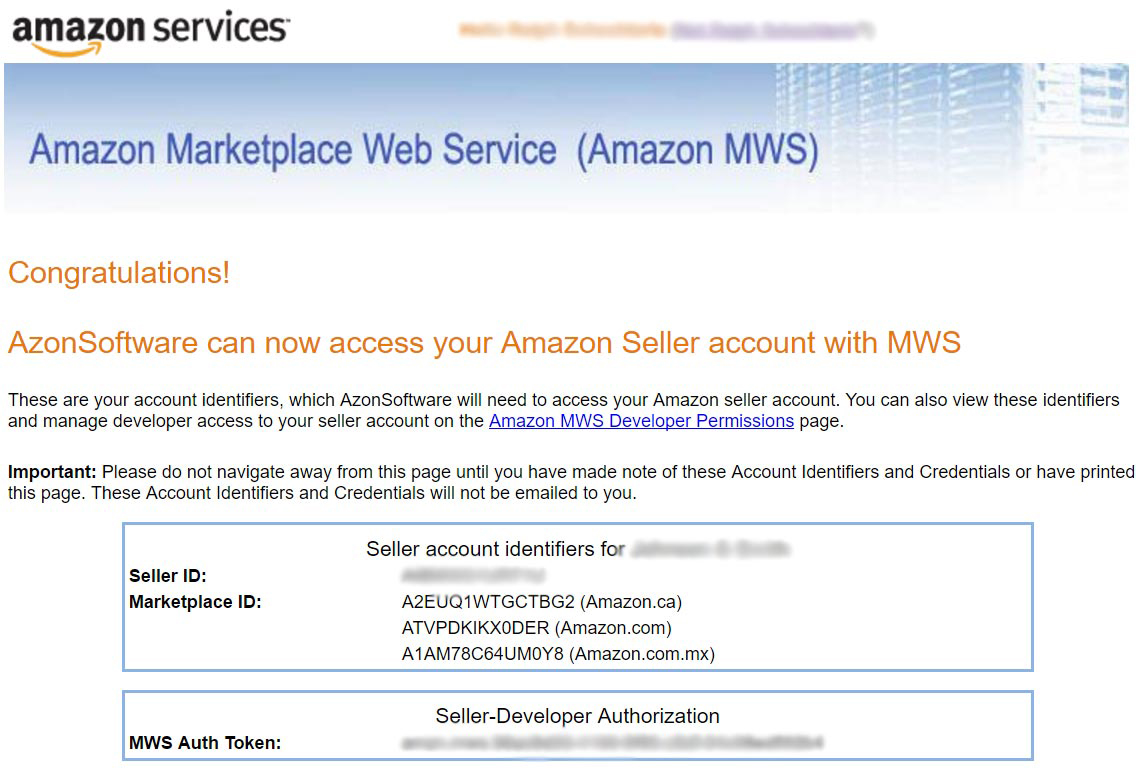 amazon services
Amazon Marketplace Web Service (Amazon MWS)
Congratulations!
AzonSoftware can now access your Amazon Seller account with MWS
These are your account identifiers, which AzonSoftware will need to access your Amazon seller account. You can also view these identifiers
and manage developer access to your seller account on the Amazon MWS Developer Permissions page.
Important: Please do not navigate away from this page until you have made note of these Account Identifiers and Credentials or have printed
this page. These Account Identifiers and Credentials will not be emailed to you.
Seller account identifiers for
Seller ID:
Marketplace ID: A2EUQ1WTGCTBG2 (Amazon.ca)
ATVPDKIKX0DER (Amazon.com)
A1AM78C64UM0Y8 (Amazon.com.mx)
Seller-Developer Authorization
MWS Auth Token: